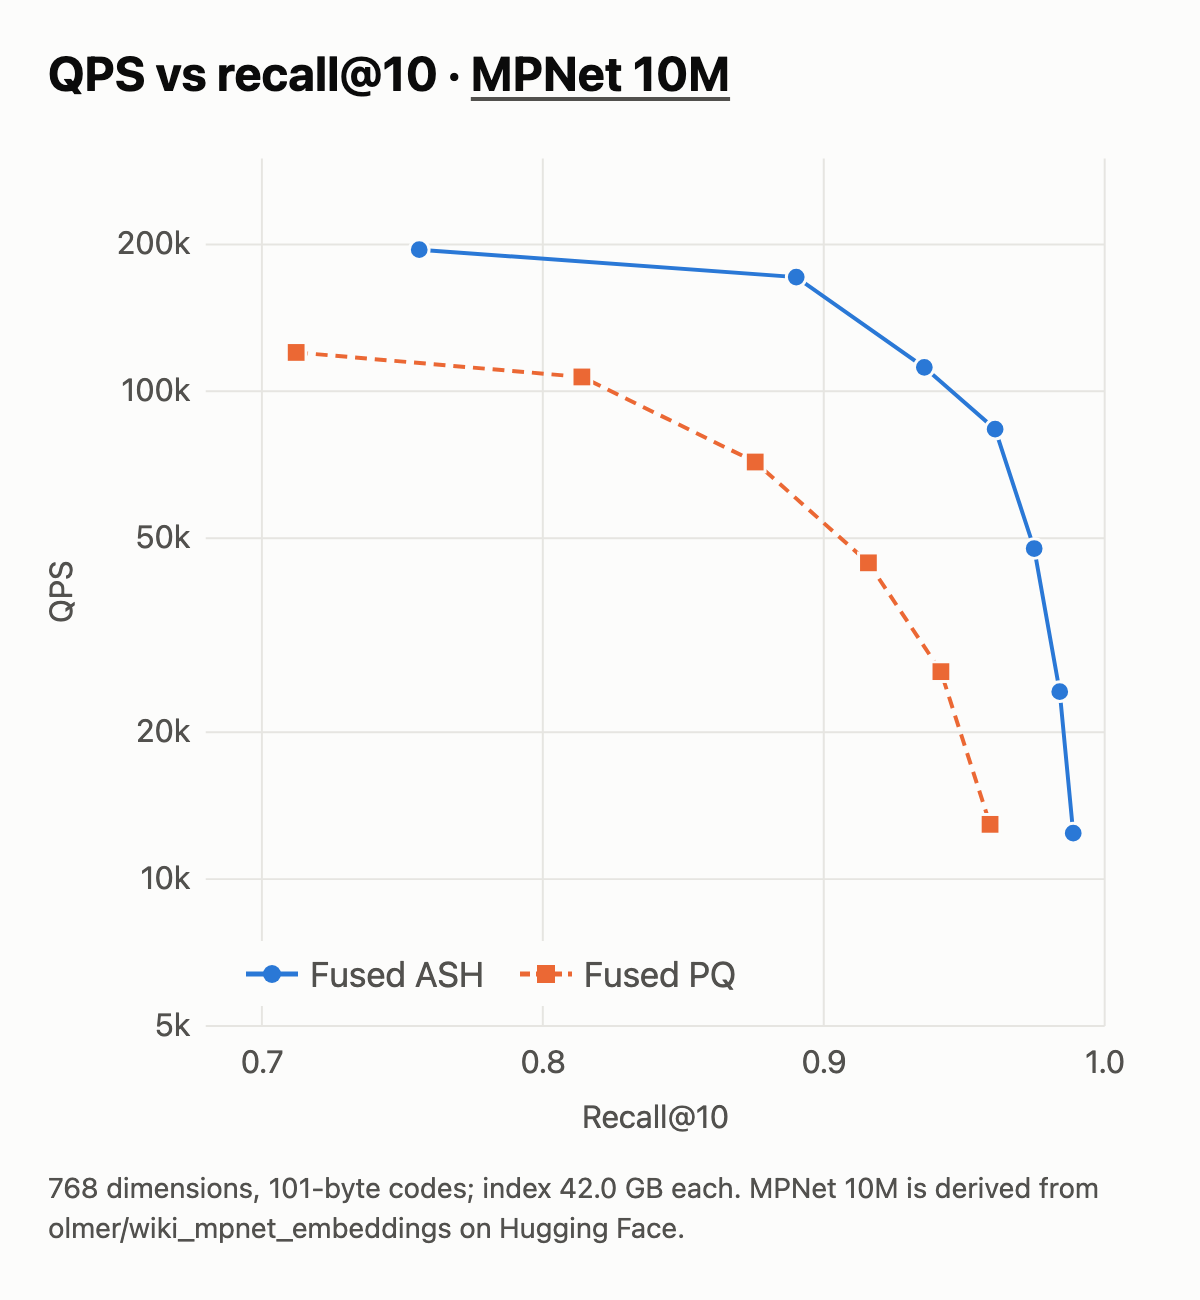 QPS vs recall@10 · MPNet 10M
200k
100k
50k
20k
10k
5k
QPS
Fused ASH
Fused PQ
0.7
0.8
0.9
1.0
Recall@10
768 dimensions, 101-byte codes; index 42.0 GB each. MPNet 10M is derived from
olmer/wiki_mpnet_embeddings on Hugging Face.